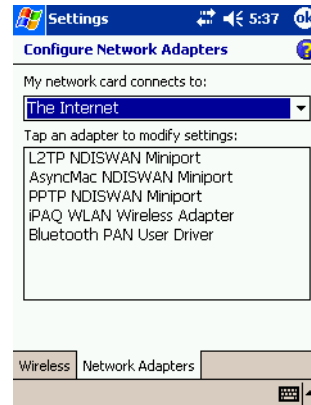 Settings 5:37 ok
Configure Network Adapters ?
My network card connects to:
The Internet
Tap an adapter to modify settings:
L2TP NDISWAN Miniport
AsyncMac NDISWAN Miniport
PPTP NDISWAN Miniport
iPAQ WLAN Wireless Adapter
Bluetooth PAN User Driver
Wireless Network Adapters